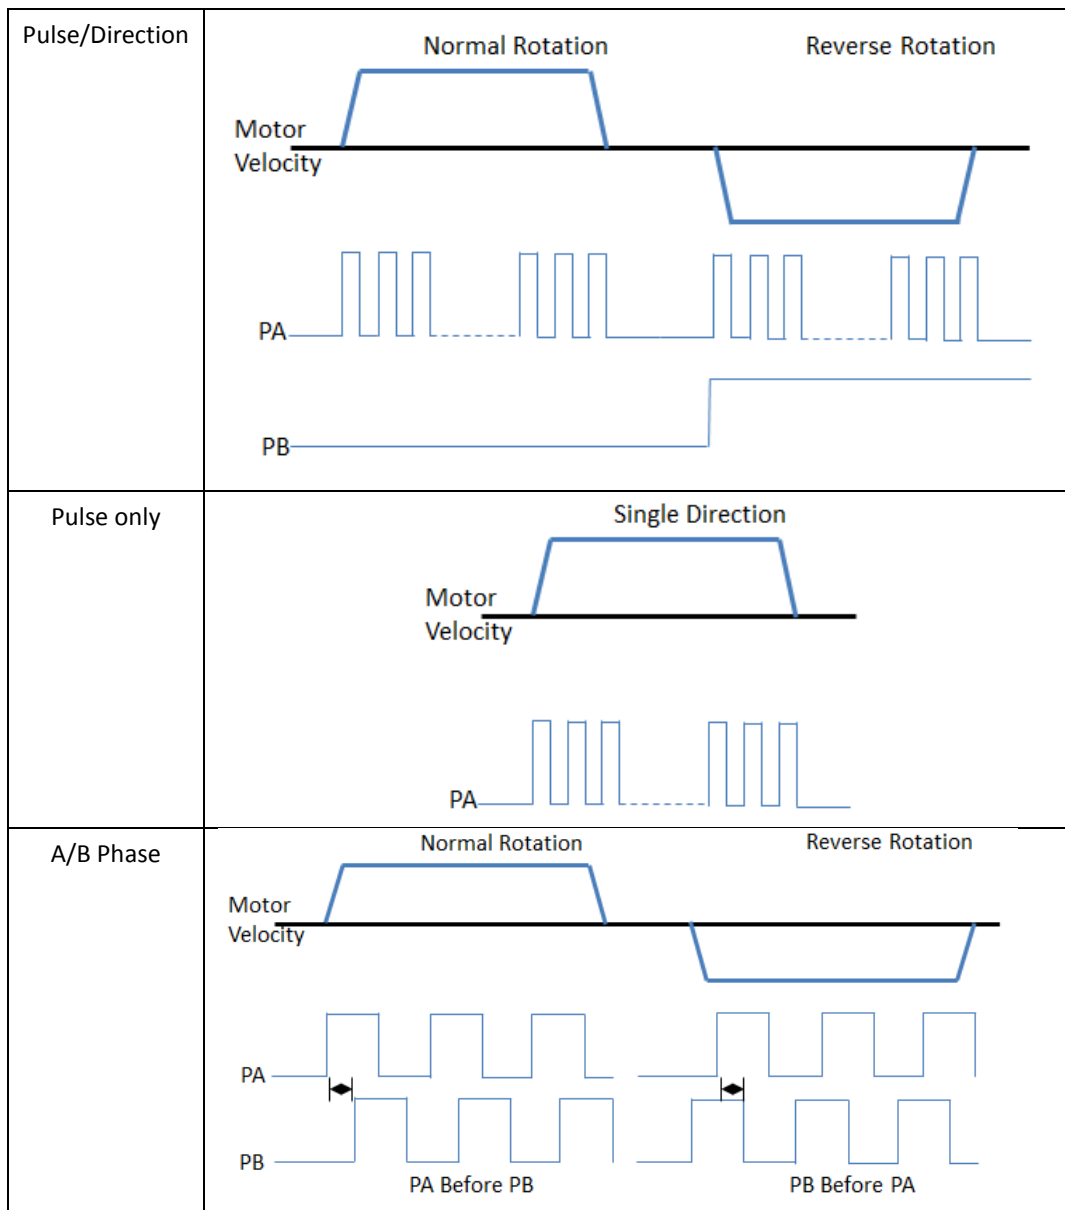 Pulse/Direction
Normal Rotation
Reverse Rotation
Motor
Velocity
PA
PB
Pulse only
Single Direction
Motor
Velocity
PA
A/B Phase
Normal Rotation
Reverse Rotation
Motor
Velocity
PA
PB
PA Before PB
PB Before PA